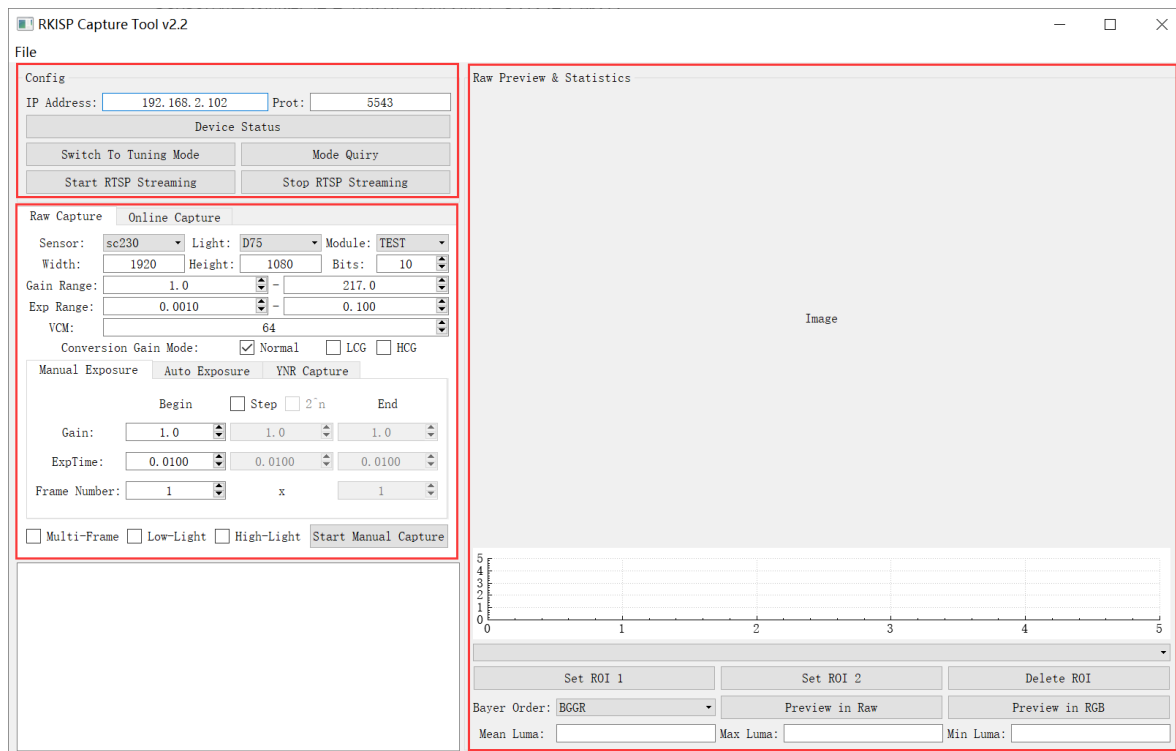 RKISP Capture Tool v2.2
File
Config
IP Address: 192.168.2.102 Prot: 5543
Device Status
Switch To Tuning Mode Mode Quiry
Start RTSP Streaming Stop RTSP Streaming
Raw Capture Online Capture
Sensor: sc230 Light: D75 Module: TEST
Width: 1920 Height: 1080 Bits: 10
Gain Range: 1.0 - 217.0
Exp Range: 0.0010 - 0.100
VCM: 64
Conversion Gain Mode: Normal LCG HCG
Manual Exposure Auto Exposure YNR Capture
Begin Step 2^n End
Gain: 1.0 1.0 1.0
ExpTime: 0.0100 0.0100 0.0100
Frame Number: 1 x 1
Multi-Frame Low-Light High-Light Start Manual Capture
Raw Preview & Statistics
Image
5
4
3
2
1
0
0 1 2 3 4 5
Set ROI 1 Set ROI 2 Delete ROI
Bayer Order: BGGR Preview in Raw Preview in RGB
Mean Luma: Max Luma: Min Luma: